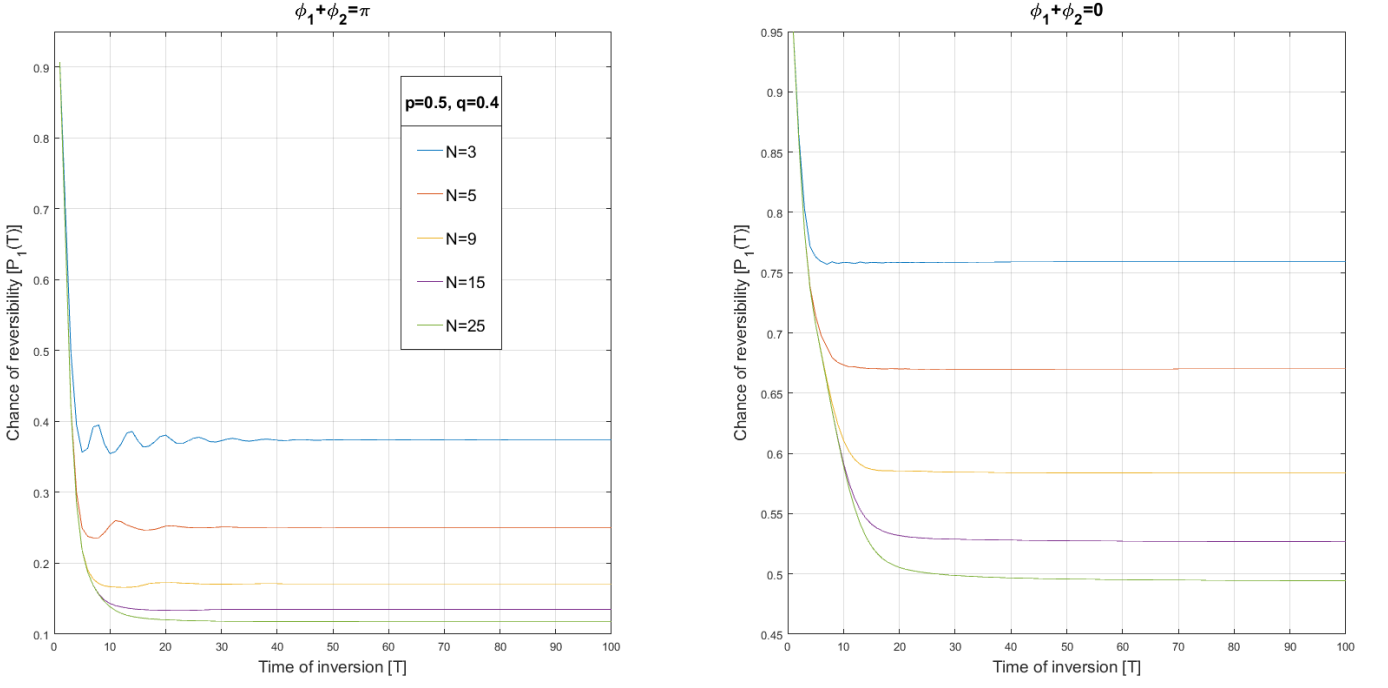 ϕ₁+ϕ₂=π
Chance of reversibility [P₁(T)]
0.9
0.8
0.7
0.6
0.5
0.4
0.3
0.2
0.1
0 10 20 30 40 50 60 70 80 90 100
Time of inversion [T]
p=0.5, q=0.4
N=3
N=5
N=9
N=15
N=25
ϕ₁+ϕ₂=0
Chance of reversibility [P₁(T)]
0.95
0.9
0.85
0.8
0.75
0.7
0.65
0.6
0.55
0.5
0.45
0 10 20 30 40 50 60 70 80 90 100
Time of inversion [T]